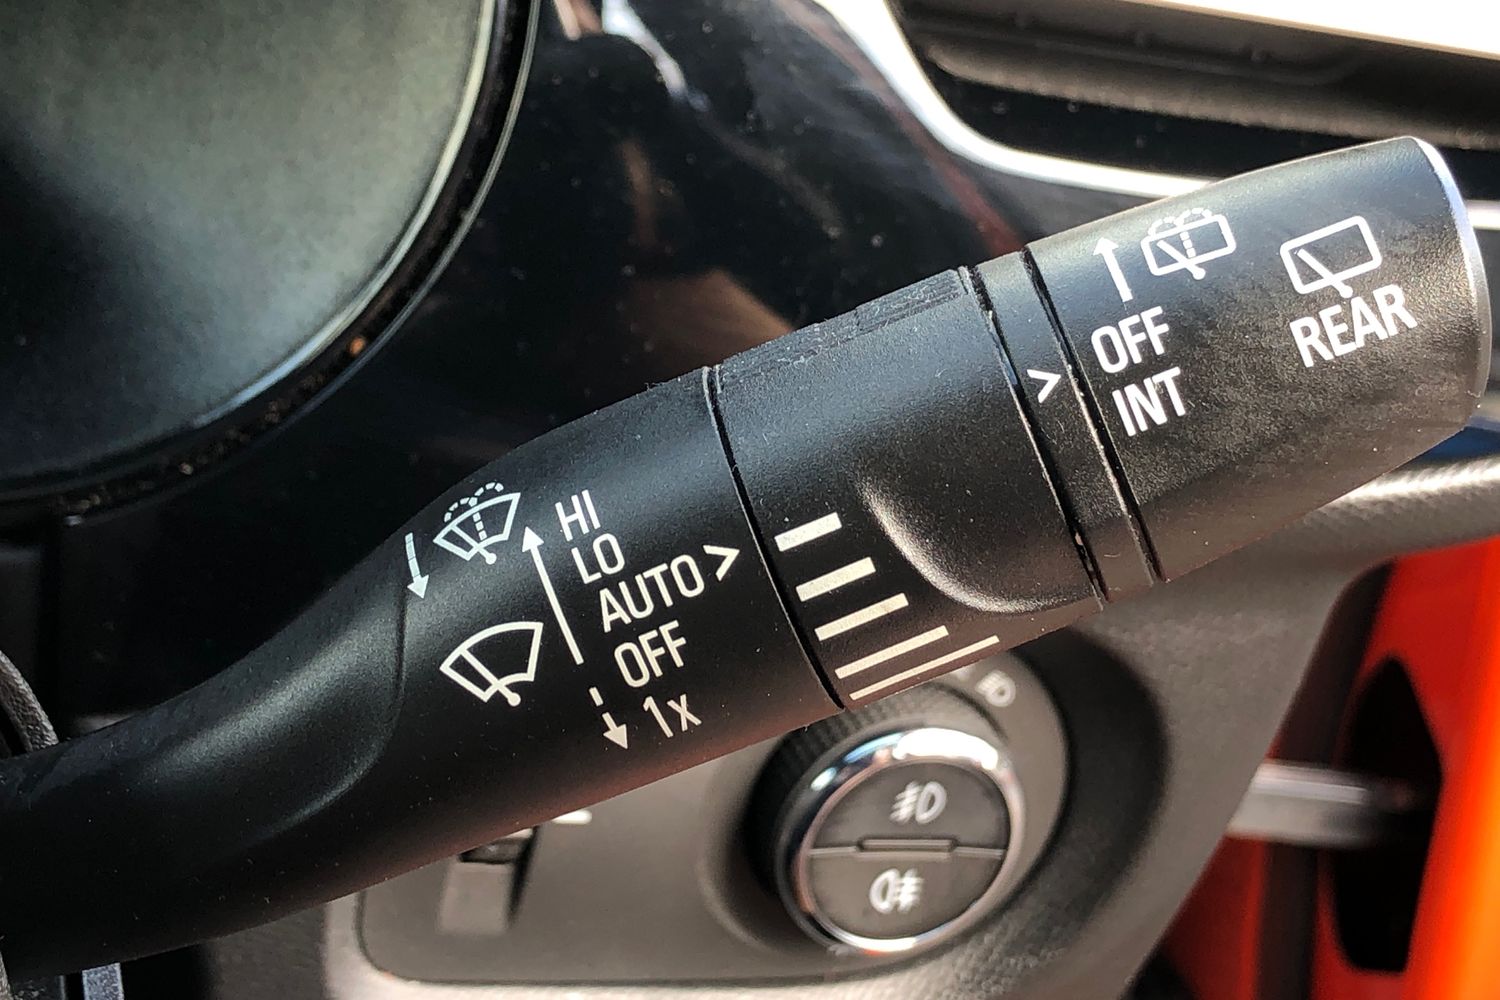 HI
LO
AUTO >
OFF
1x
>
OFF
INT
REAR